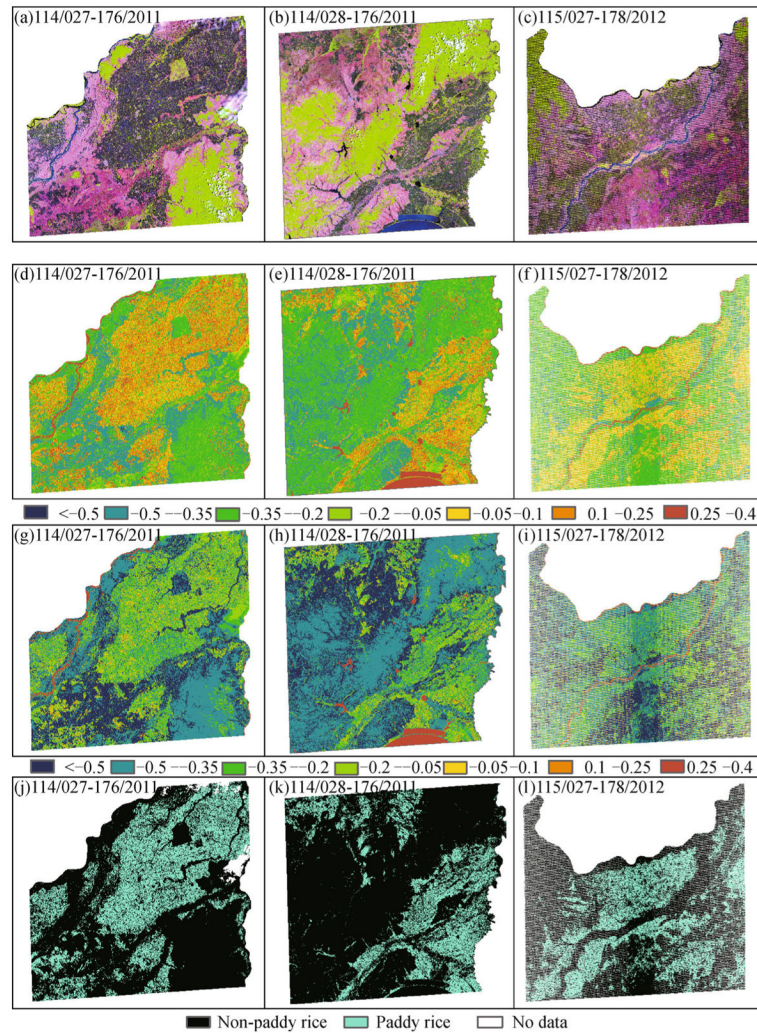 (a)114/027-176/2011 (b)114/028-176/2011 (c)115/027-178/2012
(d)114/027-176/2011 (e)114/028-176/2011 (f)115/027-178/2012
<−0.5 −0.5 −−0.35 −0.35−−0.2 −0.2 −−0.05 −0.05−0.1 0.1 −0.25 0.25 −0.4
(g)114/027-176/2011 (h)114/028-176/2011 (i)115/027-178/2012
<−0.5 −0.5 −−0.35 −0.35−−0.2 −0.2 −−0.05 −0.05−0.1 0.1 −0.25 0.25 −0.4
(j)114/027-176/2011 (k)114/028-176/2011 (l)115/027-178/2012
Non-paddy rice Paddy rice No data